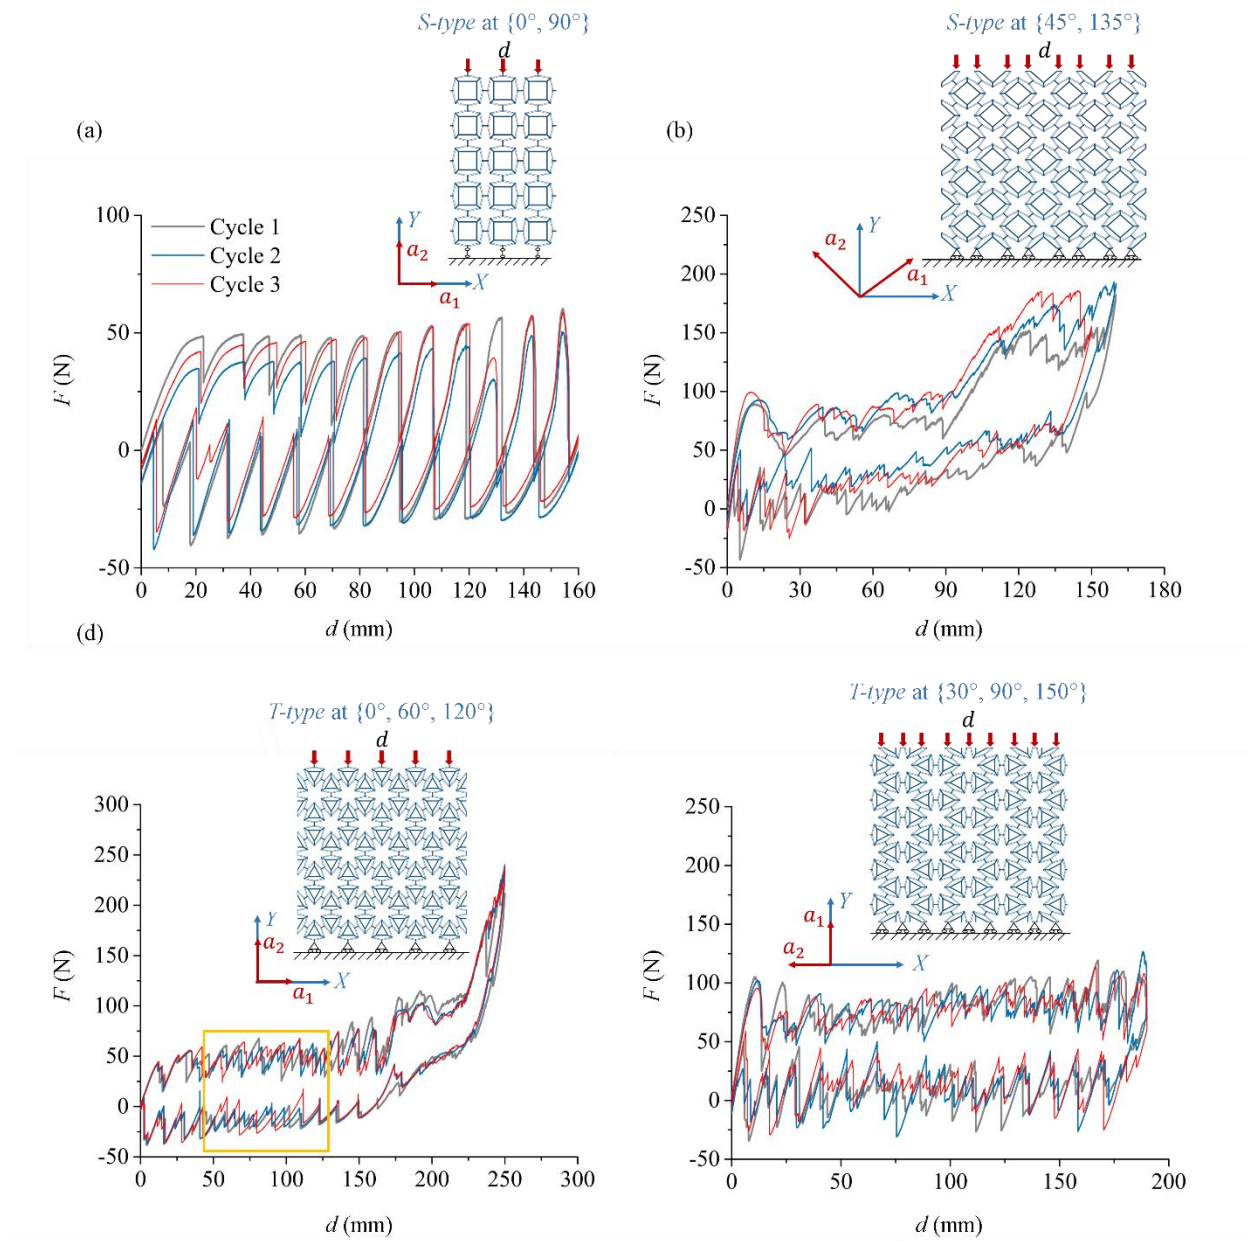 S-type at {0°, 90°}
d
(a)
100
50
0
-50
F (N)
Cycle 1
Cycle 2
Cycle 3
Y
a2
a1
X
0 20 40 60 80 100 120 140 160
d (mm)
S-type at {45°, 135°}
d
(b)
250
200
150
100
50
0
-50
F (N)
a2
Y
a1
X
0 30 60 90 120 150 180
d (mm)
(d)
T-type at {0°, 60°, 120°}
d
300
250
200
150
100
50
0
-50
F (N)
Y
a2
a1
X
0 50 100 150 200 250 300
d (mm)
T-type at {30°, 90°, 150°}
d
250
200
150
100
50
0
-50
F (N)
a1
Y
a2
X
0 50 100 150 200
d (mm)